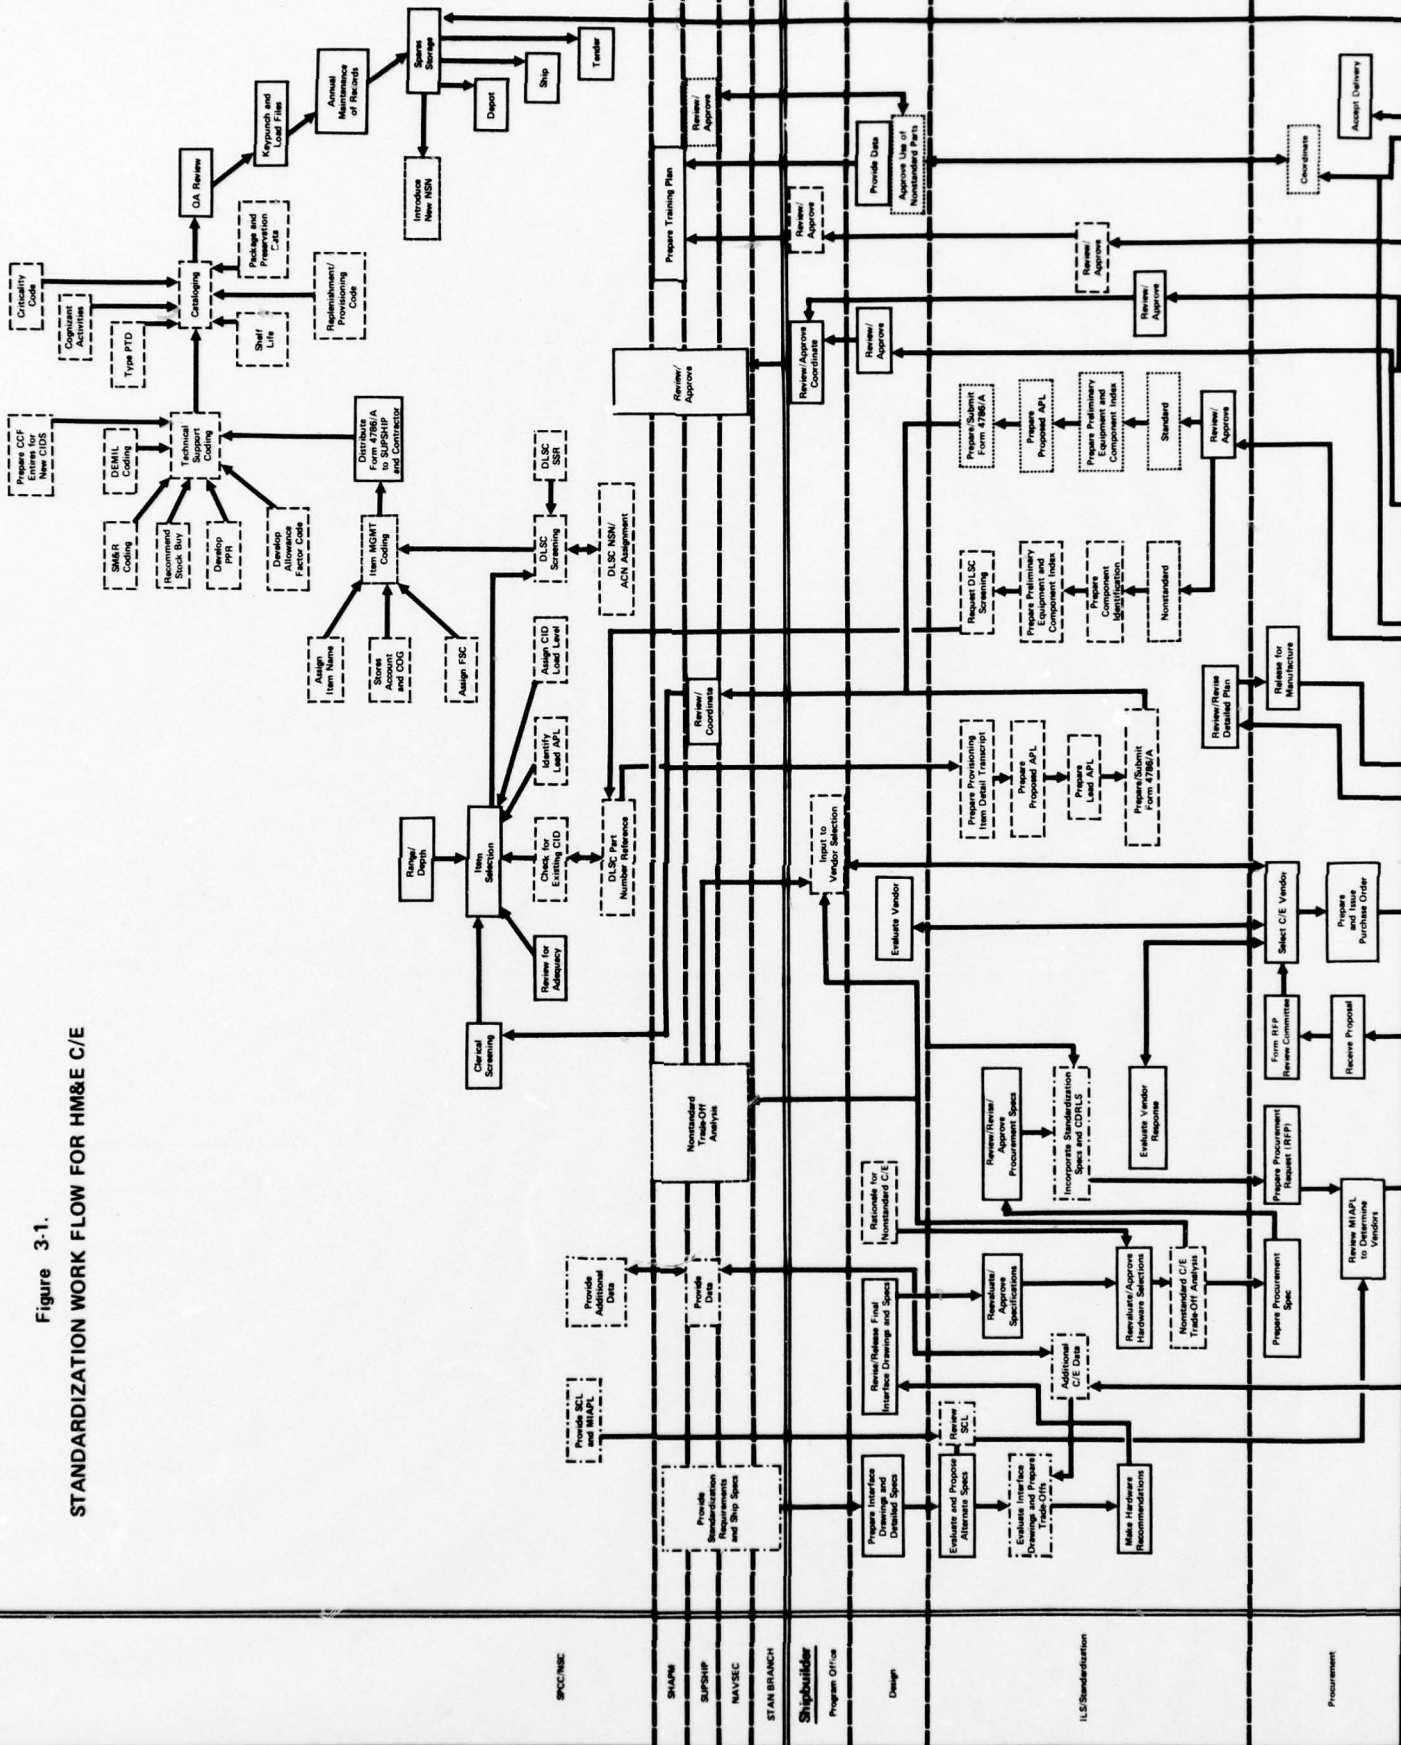 Figure 3-1.
STANDARDIZATION WORK FLOW FOR HM&E C/E
SPCC/NSC
Criticality
Code
Prepare CCF
Entires for
New CIDS
Cognizant
Activities
DEMIL
Coding
Type PTD
SM&R
Coding
Recommend
Stock Buy
Develop
PPR
Develop
Allowance
Factor Code
Technical
Support
Coding
Cataloging
QA Review
Shelf
Life
Package and
Preservation
Data
Replenishment/
Provisioning
Code
Keypunch and
Load Files
Annual
Maintenance
of Records
Spares
Storage
Introduce
New NSN
Depot
Ship
Tender
Assign
Item Name
Stores
Account
and COG
Assign FSC
Item MGMT
Coding
Distribute
Form 4786/A
to SUPSHIP
and Contractor
Range/
Depth
Clerical
Screening
Item
Selection
Review for
Adequacy
Check for
Existing CID
Identify
Lead APL
Assign CID
Load Level
DLSC
Screening
DLSC
SSR
DLSC Part
Number Reference
DLSC NSN/
ACN Assignment
Provide SCL
and MIAPL
Provide
Additional
Data
SHAPM
SUPSHIP
NAVSEC
STAN BRANCH
Provide
Standardization
Requirements
and Ship Specs
Provide
Data
Nonstandard
Trade-Off
Analysis
Review/
Coordinate
Review/
Approve
Prepare Training Plan
Review/
Approve
Shipbuilder
Program Office
Input to
Vendor Selection
Review/Approve
Coordinate
Review/
Approve
Design
Prepare Interface
Drawings and
Detailed Specs
Revise/Release Final
Interface Drawings and Specs
Rationale for
Nonstandard C/E
Evaluate Vendor
Review/
Approve
Provide Data
Approve Use of
Nonstandard Parts
ILS/Standardization
Evaluate and Propose
Alternate Specs
Review
SCL
Evaluate Interface
Drawings and Prepare
Trade-Offs
Make Hardware
Recommendations
Additional
C/E Data
Reevaluate/
Approve
Specifications
Reevaluate/Approve
Hardware Selections
Nonstandard C/E
Trade-Off Analysis
Review/Revise/
Approve
Procurement Specs
Incorporate Standardization
Specs and CDRLS
Evaluate Vendor
Response
Prepare Provisioning
Item Detail Transcript
Prepare
Proposed APL
Prepare
Lead APL
Prepare/Submit
Form 4786/A
Request DLSC
Screening
Prepare Preliminary
Equipment and
Component Index
Prepare
Component
Identification
Nonstandard
Prepare/Submit
Form 4786/A
Prepare
Proposed APL
Prepare Preliminary
Equipment and
Component Index
Standard
Review/
Approve
Review/Revise
Detailed Plan
Review/
Approve
Review/
Approve
Procurement
Prepare Procurement
Spec
Review MIAPL
to Determine
Vendors
Prepare Procurement
Request (RFP)
Form RFP
Review Committee
Receive Proposal
Select C/E Vendor
Prepare
and Issue
Purchase Order
Release for
Manufacture
Coordinate
Accept Delivery